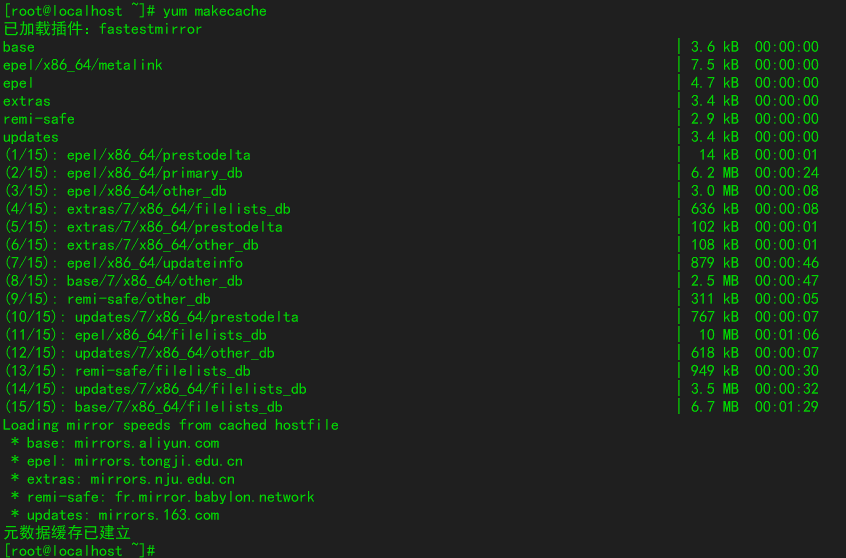 [root@localhost ~]# yum makecache
已加载插件：fastestmirror
base | 3.6 kB 00:00:00
epel/x86_64/metalink | 7.5 kB 00:00:00
epel | 4.7 kB 00:00:00
extras | 3.4 kB 00:00:00
remi-safe | 2.9 kB 00:00:00
updates | 3.4 kB 00:00:00
(1/15): epel/x86_64/prestodelta | 14 kB 00:00:01
(2/15): epel/x86_64/primary_db | 6.2 MB 00:00:24
(3/15): epel/x86_64/other_db | 3.0 MB 00:00:08
(4/15): extras/7/x86_64/filelists_db | 636 kB 00:00:08
(5/15): extras/7/x86_64/prestodelta | 102 kB 00:00:01
(6/15): extras/7/x86_64/other_db | 108 kB 00:00:01
(7/15): epel/x86_64/updateinfo | 879 kB 00:00:46
(8/15): base/7/x86_64/other_db | 2.5 MB 00:00:47
(9/15): remi-safe/other_db | 311 kB 00:00:05
(10/15): updates/7/x86_64/prestodelta | 767 kB 00:00:07
(11/15): epel/x86_64/filelists_db | 10 MB 00:01:06
(12/15): updates/7/x86_64/other_db | 618 kB 00:00:07
(13/15): remi-safe/filelists_db | 949 kB 00:00:30
(14/15): updates/7/x86_64/filelists_db | 3.5 MB 00:00:32
(15/15): base/7/x86_64/filelists_db | 6.7 MB 00:01:29
Loading mirror speeds from cached hostfile
* base: mirrors.aliyun.com
* epel: mirrors.tongji.edu.cn
* extras: mirrors.nju.edu.cn
* remi-safe: fr.mirror.babylon.network
* updates: mirrors.163.com
元数据缓存已建立
[root@localhost ~]#